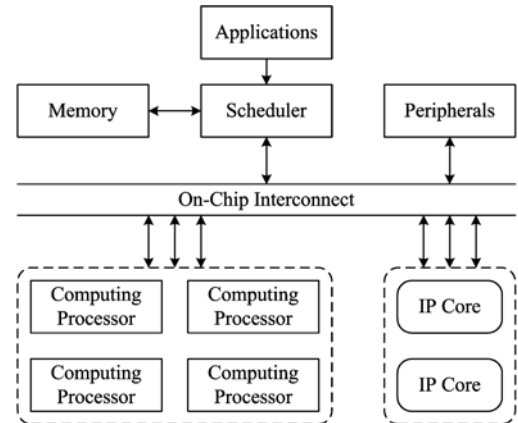 Applications
Memory
Scheduler
Peripherals
On-Chip Interconnect
Computing
Processor
Computing
Processor
IP Core
Computing
Processor
Computing
Processor
IP Core